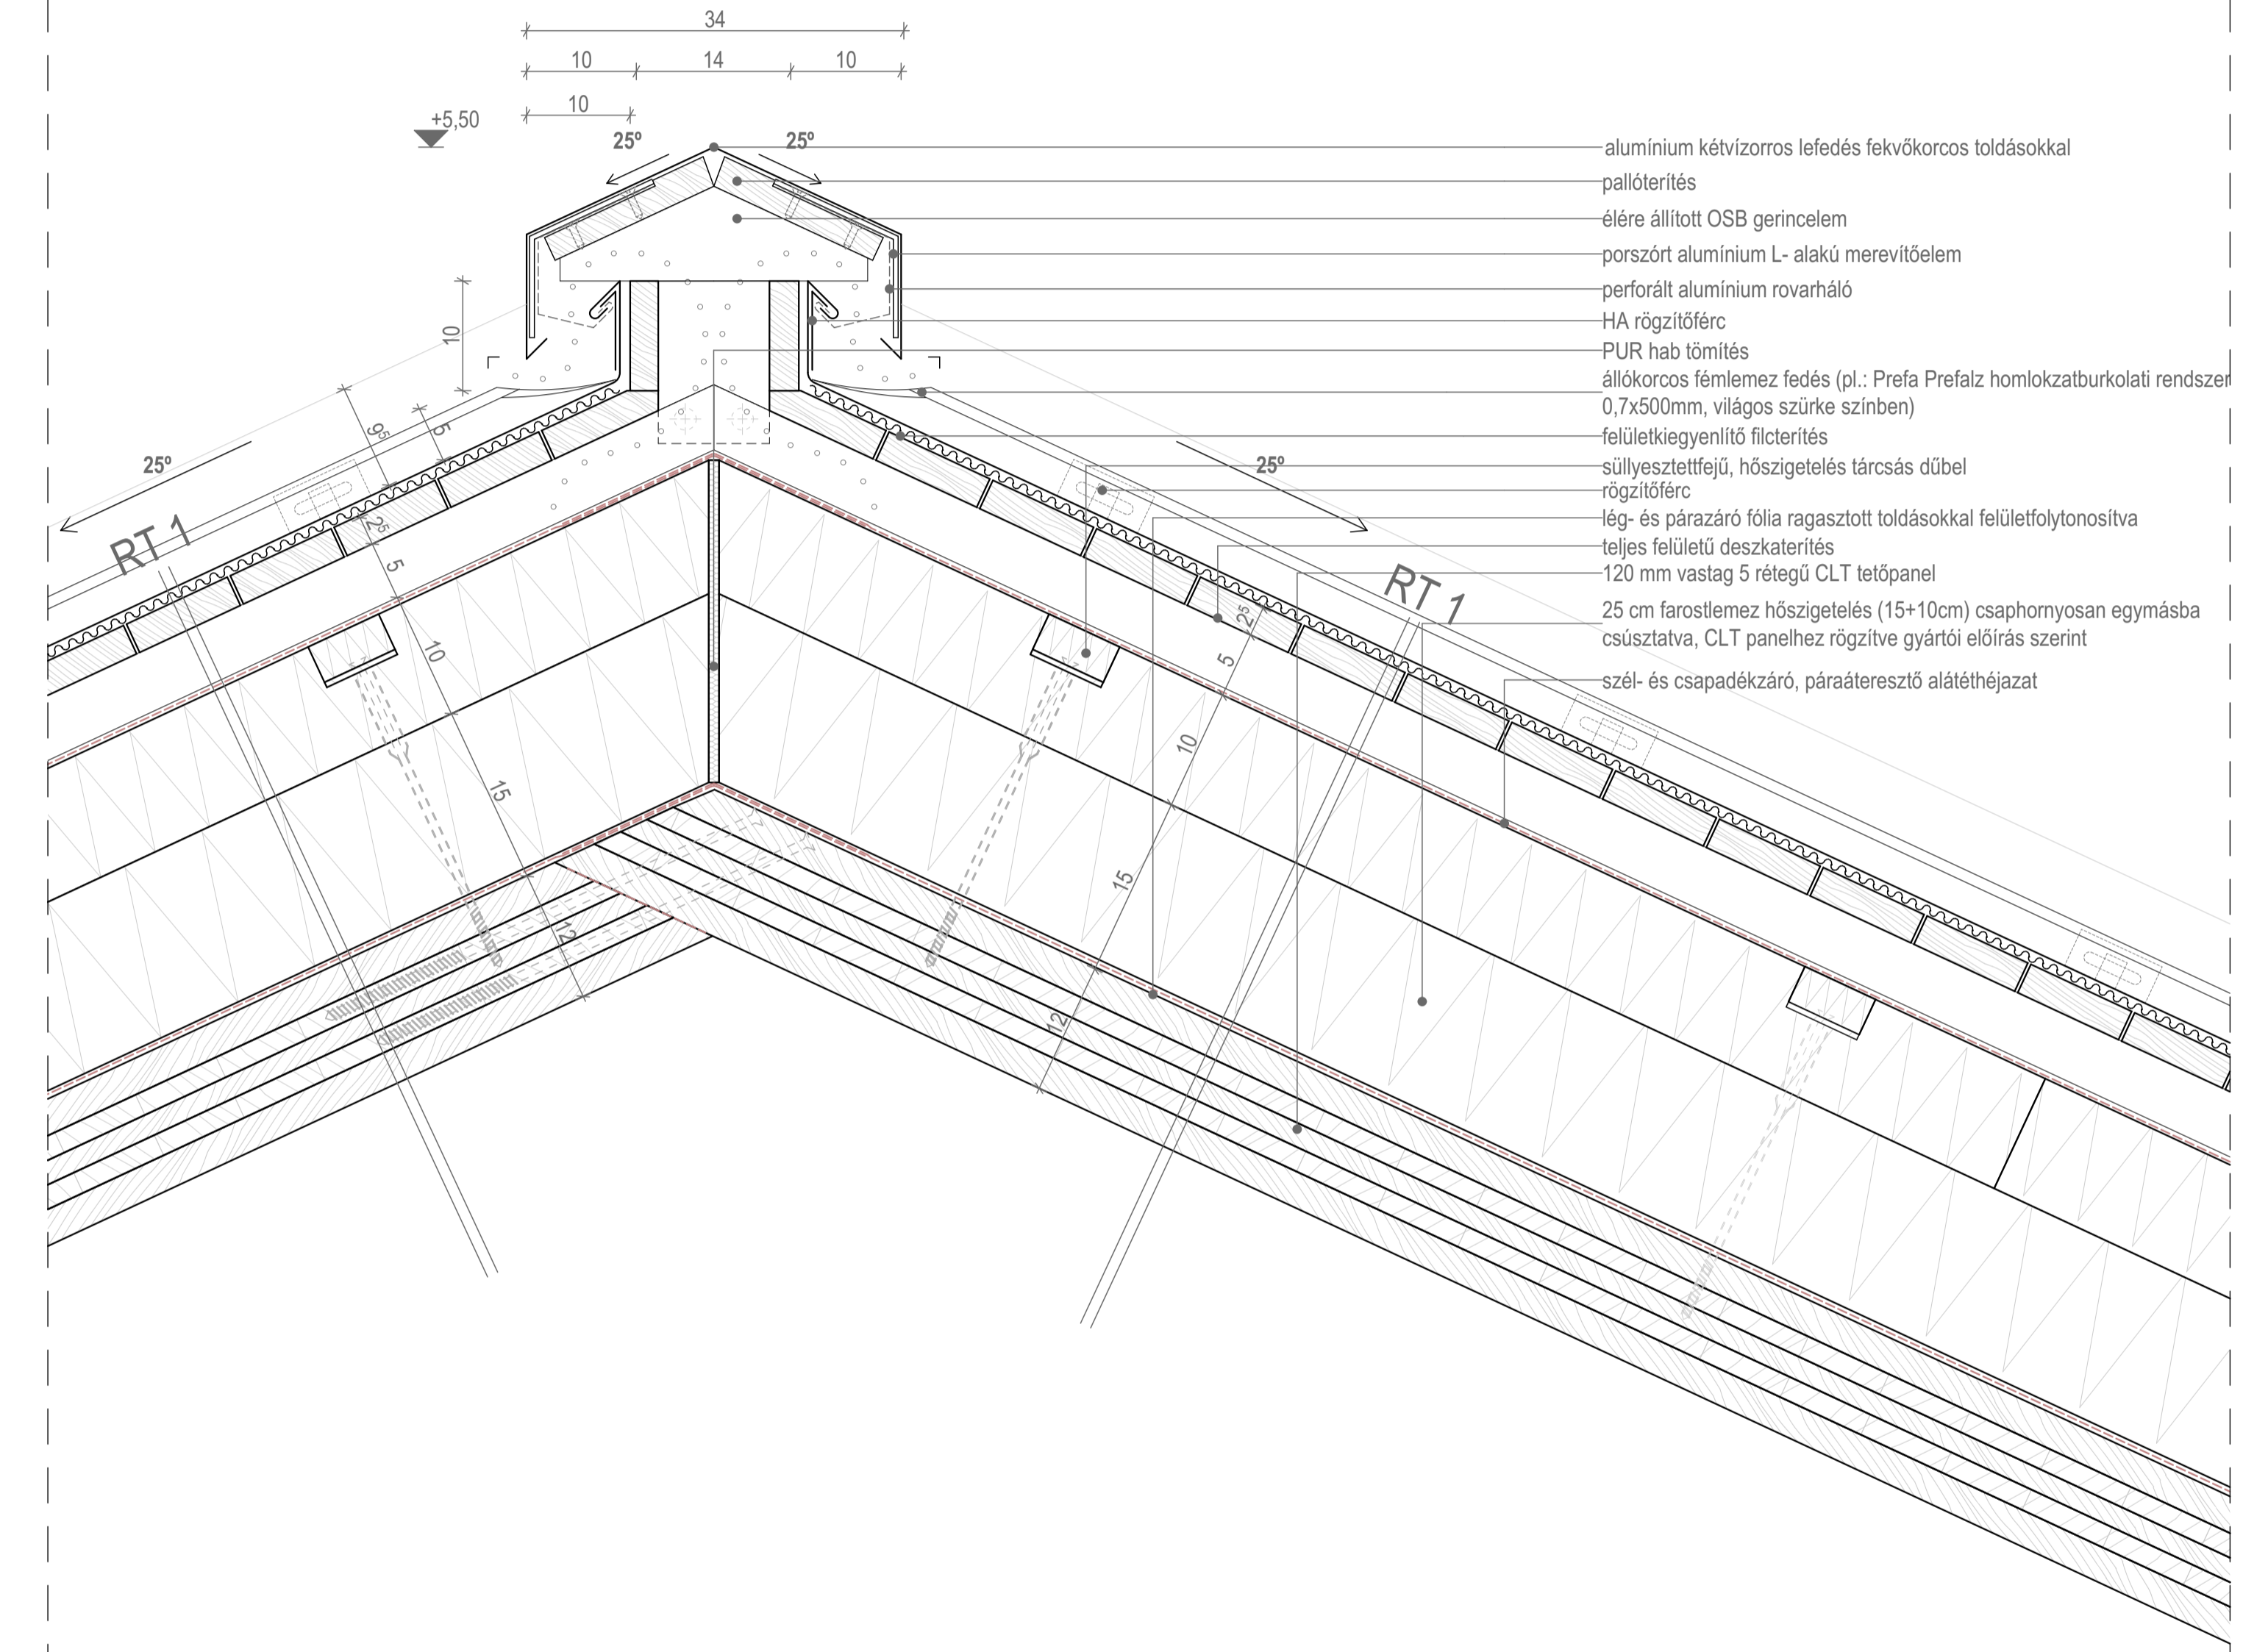 34
10 14 10
10
+5,50
25º 25º
alumínium kétvízorros lefedés fekvőkorcos toldásokkal
pallóterítés
élére állított OSB gerincelem
porszórt alumínium L- alakú merevítőelem
perforált alumínium rovarháló
HA rögzítőférc
PUR hab tömítés
állókorcos fémlemez fedés (pl.: Prefa Prefalz homlokzatburkolati rendszer
0,7x500mm, világos szürke színben)
felületkiegyenlítő filcterítés
süllyesztettfejű, hőszigetelés tárcsás dűbel
rögzítőférc
lég- és párazáró fólia ragasztott toldásokkal felületfolytonosítva
teljes felületű deszkaterítés
120 mm vastag 5 rétegű CLT tetőpanel
25 cm farostlemez hőszigetelés (15+10cm) csaphornyosan egymásba
csúsztatva, CLT panelhez rögzítve gyártói előírás szerint
szél- és csapadékzáró, páraáteresztő alátéthéjazat
10
9⁵
5
25º
25º
RT 1
RT 1
2⁵
5
10
15
12
2⁵
5
10
15
12